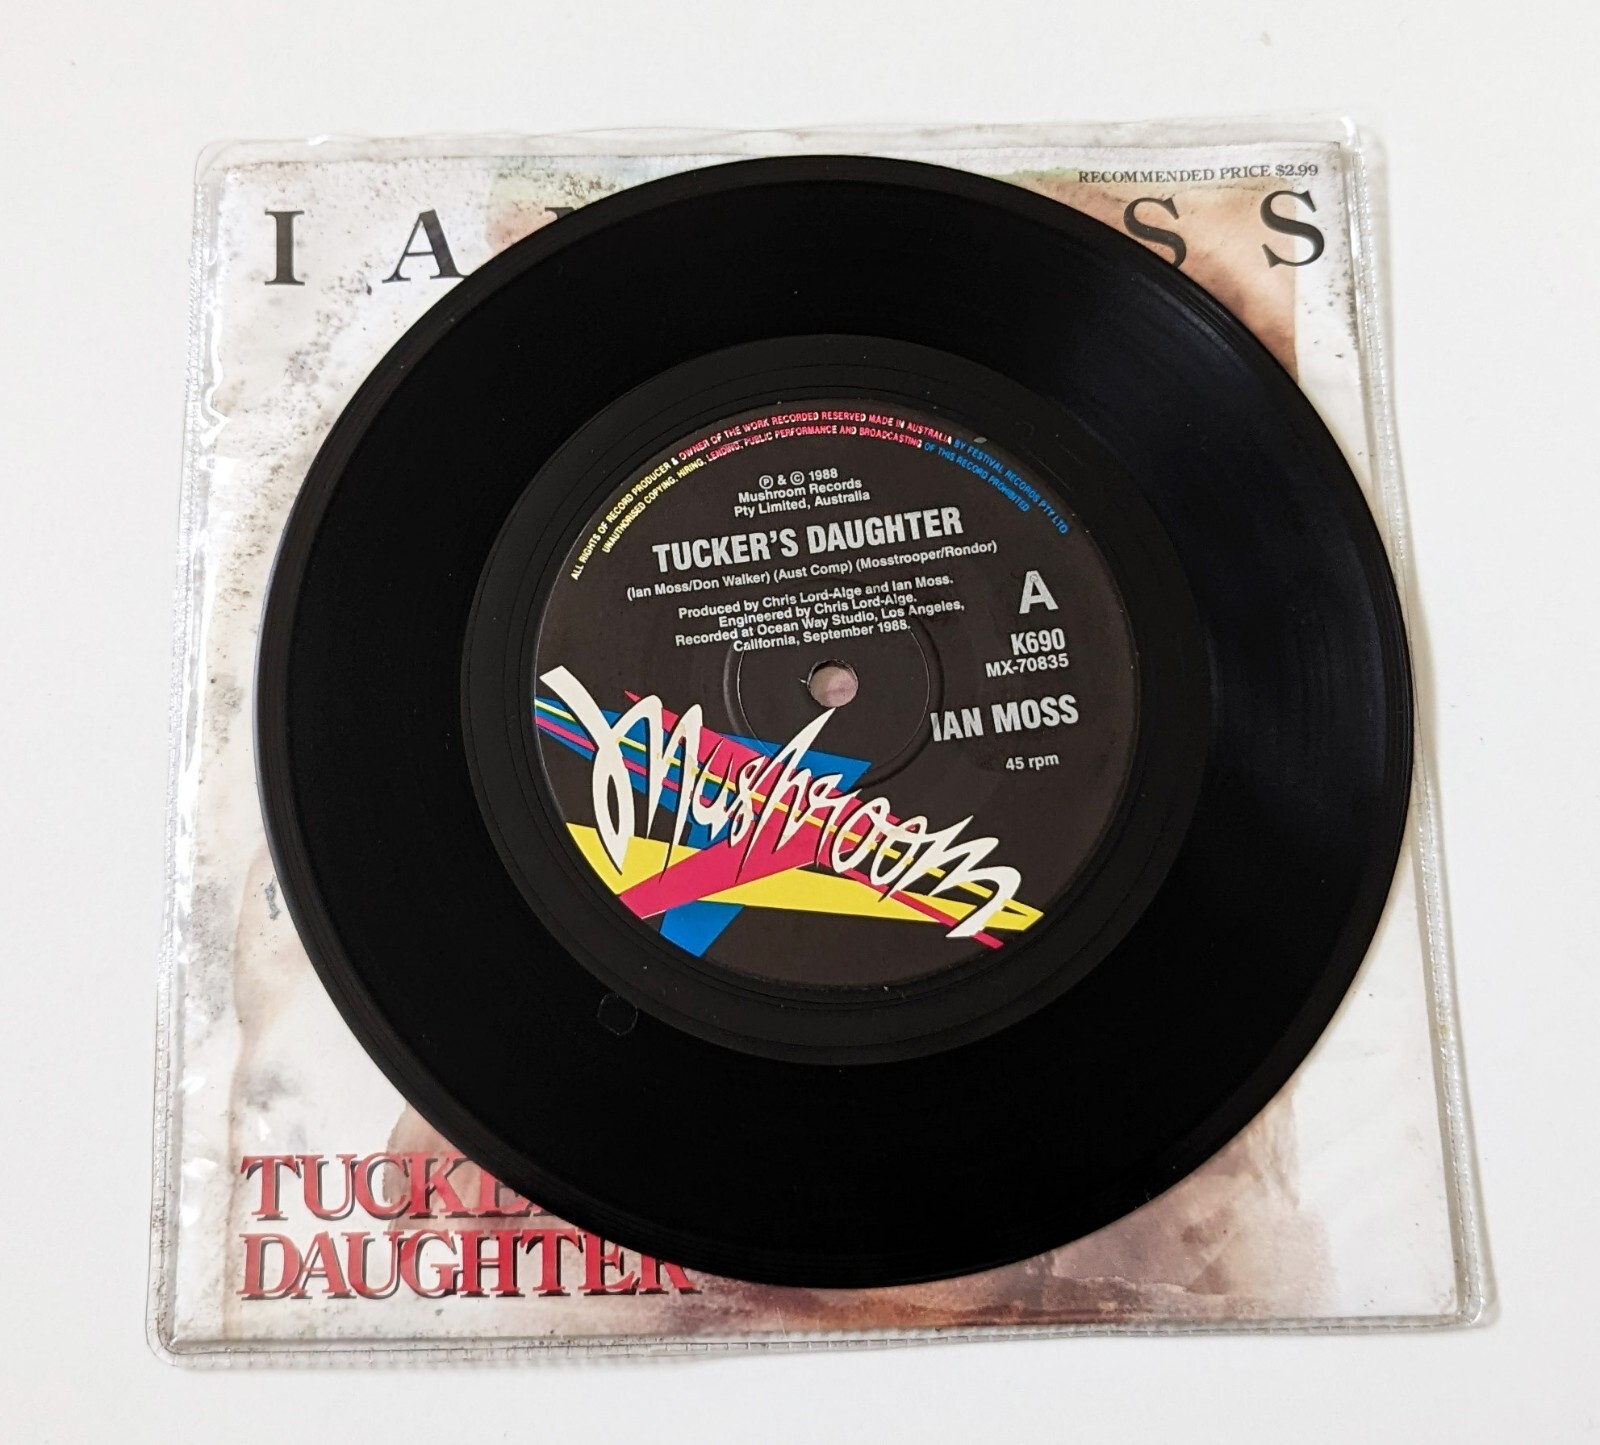 RECOMMENDED PRICE $2.99
I A S S
ALL RIGHTS OF RECORD PRODUCER & OWNER OF THE WORK RECORDED RESERVED MADE IN AUSTRALIA BY FESTIVAL RECORDS PTY LTD
UNAUTHORISED COPYING, HIRING, LENDING, PUBLIC PERFORMANCE AND BROADCASTING OF THIS RECORD PROHIBITED
Ⓟ & © 1988
Mushroom Records
Pty Limited, Australia
TUCKER'S DAUGHTER
(Ian Moss/Don Walker) (Aust Comp) (Mosstrooper/Rondor)
Produced by Chris Lord-Alge and Ian Moss.
Engineered by Chris Lord-Alge.
Recorded at Ocean Way Studio, Los Angeles,
California, September 1988.
A
K690
MX-70835
IAN MOSS
45 rpm
Mushroom
TUCKE
DAUGHTER